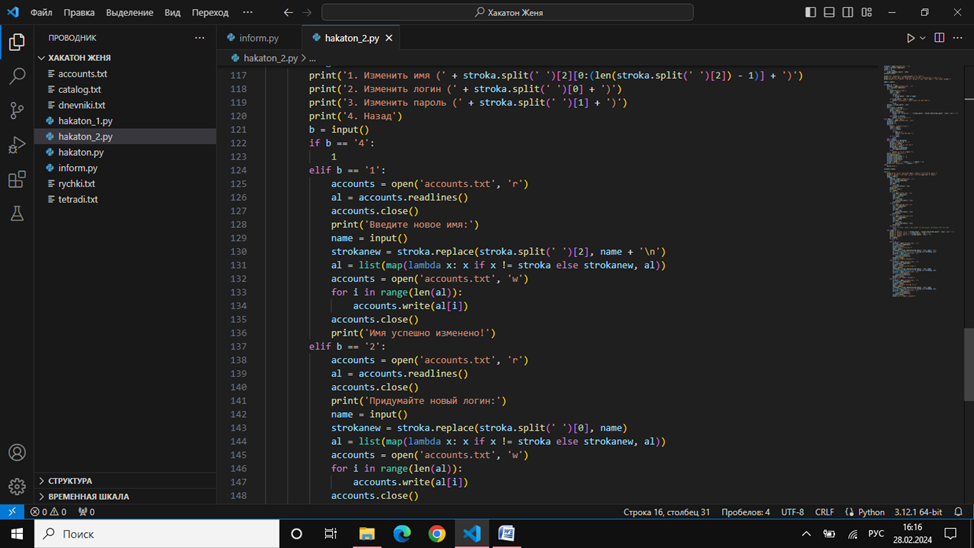 Файл Правка Выделение Вид Переход ··· Хакатон Женя
ПРОВОДНИК ···
ХАКАТОН ЖЕНЯ
accounts.txt
catalog.txt
dnevniki.txt
hakaton_1.py
hakaton_2.py
hakaton.py
inform.py
rychki.txt
tetradi.txt
СТРУКТУРА
ВРЕМЕННАЯ ШКАЛА
inform.py hakaton_2.py
hakaton_2.py > ...
117 print('1. Изменить имя (' + stroka.split(' ')[2][0:(len(stroka.split(' ')[2]) - 1)] + ')')
118 print('2. Изменить логин (' + stroka.split(' ')[0] + ')')
119 print('3. Изменить пароль (' + stroka.split(' ')[1] + ')')
120 print('4. Назад')
121 b = input()
122 if b == '4':
123 1
124 elif b == '1':
125 accounts = open('accounts.txt', 'r')
126 al = accounts.readlines()
127 accounts.close()
128 print('Введите новое имя:')
129 name = input()
130 strokanew = stroka.replace(stroka.split(' ')[2], name + '\n')
131 al = list(map(lambda x: x if x != stroka else strokanew, al))
132 accounts = open('accounts.txt', 'w')
133 for i in range(len(al)):
134 accounts.write(al[i])
135 accounts.close()
136 print('Имя успешно изменено!')
137 elif b == '2':
138 accounts = open('accounts.txt', 'r')
139 al = accounts.readlines()
140 accounts.close()
141 print('Придумайте новый логин:')
142 name = input()
143 strokanew = stroka.replace(stroka.split(' ')[0], name)
144 al = list(map(lambda x: x if x != stroka else strokanew, al))
145 accounts = open('accounts.txt', 'w')
146 for i in range(len(al)):
147 accounts.write(al[i])
148 accounts.close()
0 0 0 Строка 16, столбец 31 Пробелов: 4 UTF-8 CRLF Python 3.12.1 64-bit
Поиск РУС 16:16
28.02.2024